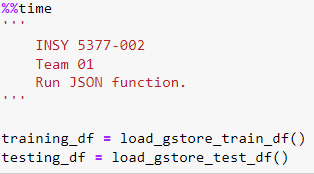 %%time
'''
    INSY 5377-002
    Team 01
    Run JSON function.
'''
training_df = load_gstore_train_df()
testing_df = load_gstore_test_df()